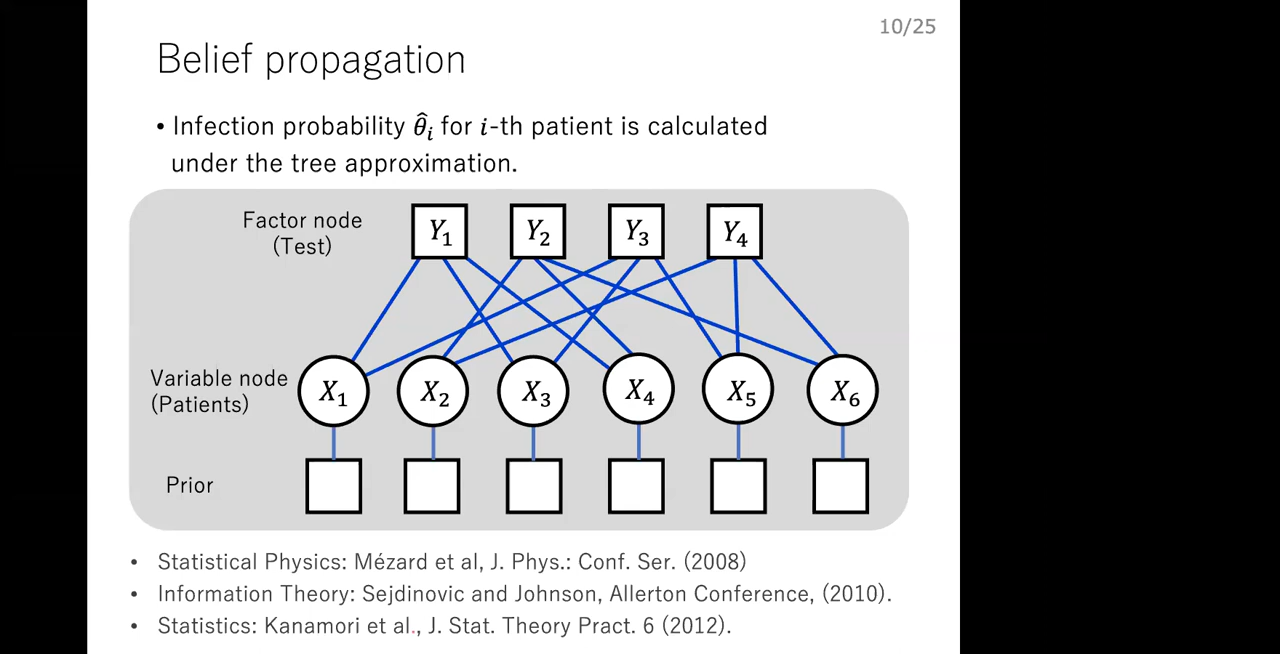 10/25
Belief propagation
• Infection probability θ̂ᵢ for i-th patient is calculated
under the tree approximation.
Factor node
(Test)
Y₁ Y₂ Y₃ Y₄
Variable node
(Patients)
X₁ X₂ X₃ X₄ X₅ X₆
Prior
• Statistical Physics: Mézard et al, J. Phys.: Conf. Ser. (2008)
• Information Theory: Sejdinovic and Johnson, Allerton Conference, (2010).
• Statistics: Kanamori et al., J. Stat. Theory Pract. 6 (2012).